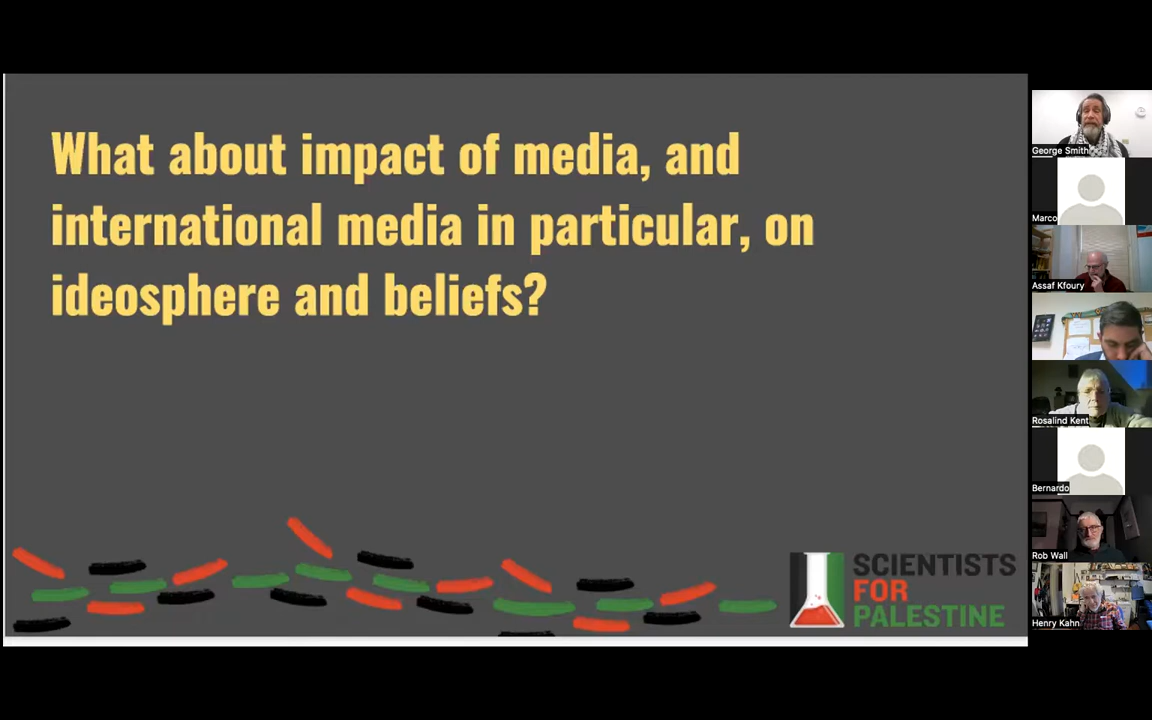 What about impact of media, and
international media in particular, on
ideosphere and beliefs?
SCIENTISTS
FOR
PALESTINE
George Smith
Marco
Assaf Kfoury
Rosalind Kent
Bernardo
Rob Wall
Henry Kahn